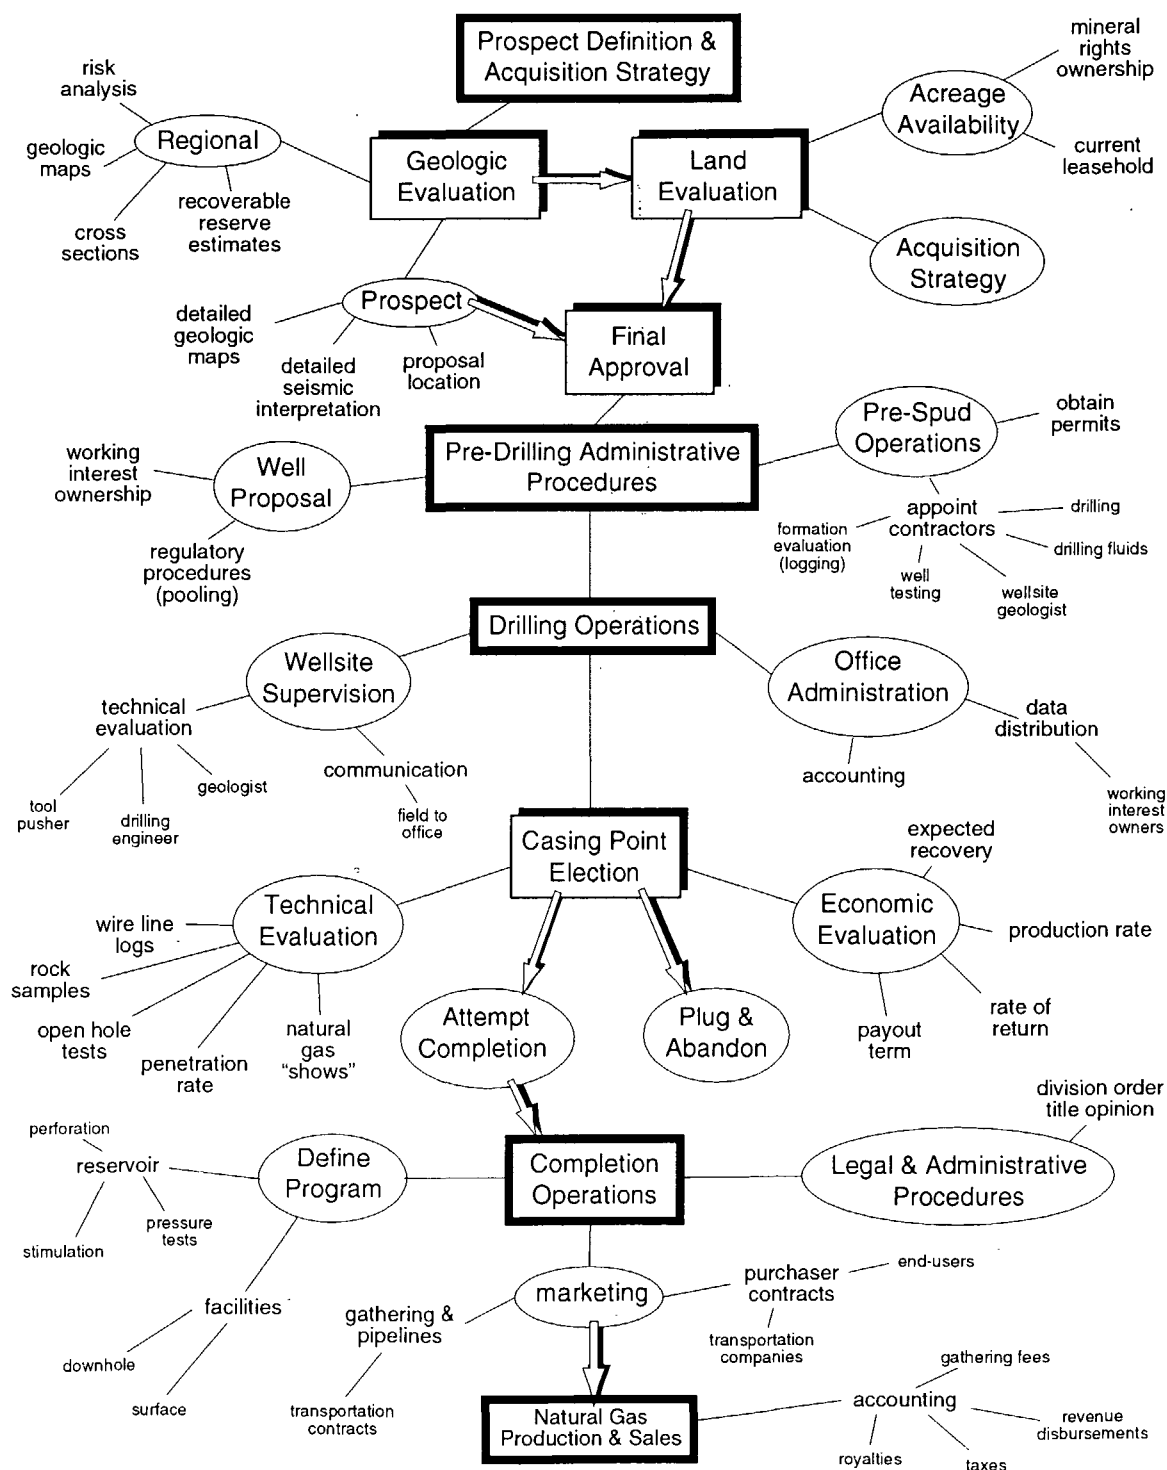 Prospect Definition &
Acquisition Strategy
mineral
rights
ownership
risk
analysis
Acreage
Availability
Regional
geologic
maps
Geologic
Evaluation
Land
Evaluation
current
leasehold
recoverable
reserve
estimates
cross
sections
Acquisition
Strategy
Prospect
detailed
geologic
maps
Final
Approval
detailed
seismic
interpretation
proposal
location
Pre-Spud
Operations
obtain
permits
working
interest
ownership
Well
Proposal
Pre-Drilling Administrative
Procedures
appoint
contractors
drilling
formation
evaluation
(logging)
drilling fluids
regulatory
procedures
(pooling)
well
testing
wellsite
geologist
Drilling Operations
Wellsite
Supervision
Office
Administration
technical
evaluation
data
distribution
communication
accounting
geologist
tool
pusher
drilling
engineer
field to
office
working
interest
owners
Casing Point
Election
expected
recovery
Technical
Evaluation
Economic
Evaluation
wire line
logs
production rate
rock
samples
open hole
tests
penetration
rate
natural
gas
“shows”
Attempt
Completion
Plug &
Abandon
payout
term
rate of
return
division order
title opinion
perforation
reservoir
Define
Program
Completion
Operations
Legal & Administrative
Procedures
pressure
tests
stimulation
end-users
purchaser
contracts
marketing
facilities
gathering &
pipelines
transportation
companies
downhole
gathering fees
surface
transportation
contracts
Natural Gas
Production & Sales
accounting
revenue
disbursements
royalties
taxes